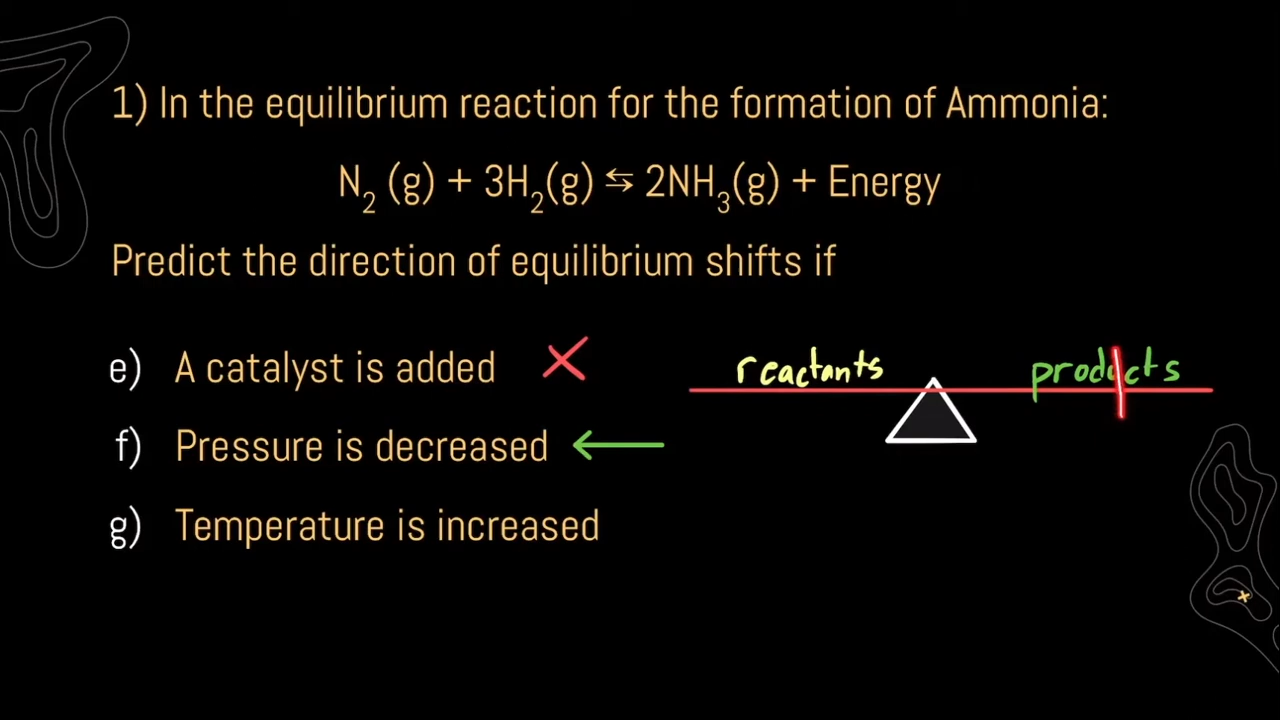 1) In the equilibrium reaction for the formation of Ammonia:
N₂ (g) + 3H₂(g) ⇆ 2NH₃(g) + Energy
Predict the direction of equilibrium shifts if
e) A catalyst is added
reactants
products
f) Pressure is decreased
g) Temperature is increased